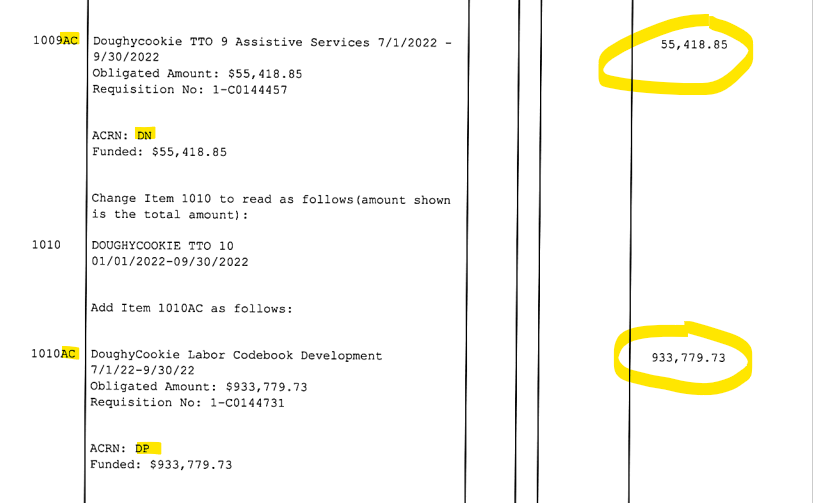 1009AC Doughycookie TTO 9 Assistive Services 7/1/2022 - 55,418.85
9/30/2022
Obligated Amount: $55,418.85
Requisition No: 1-C0144457
ACRN: DN
Funded: $55,418.85
Change Item 1010 to read as follows(amount shown
is the total amount):
1010 DOUGHYCOOKIE TTO 10
01/01/2022-09/30/2022
Add Item 1010AC as follows:
1010AC DoughyCookie Labor Codebook Development 933,779.73
7/1/22-9/30/22
Obligated Amount: $933,779.73
Requisition No: 1-C0144731
ACRN: DP
Funded: $933,779.73